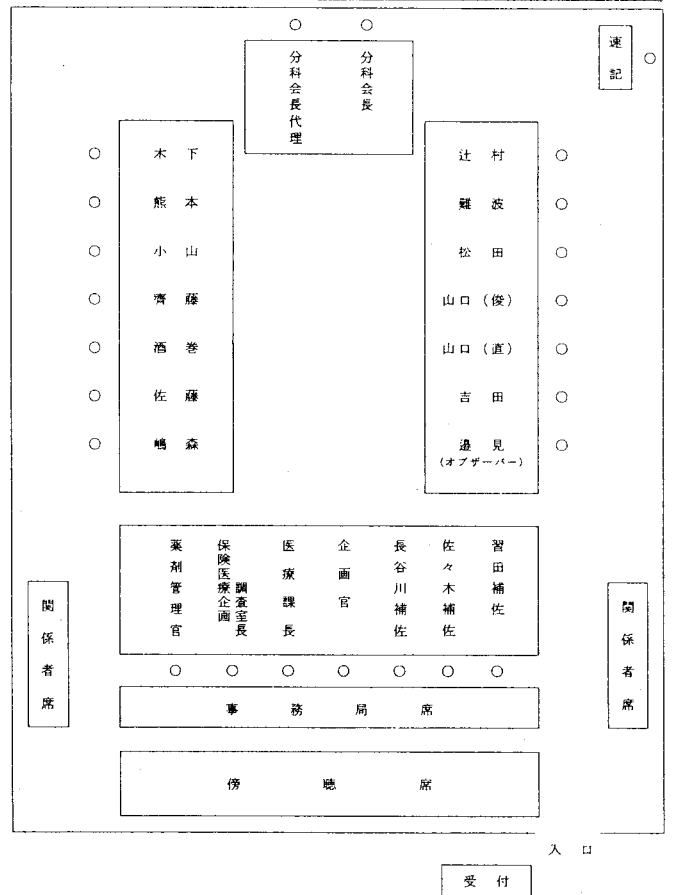 速記
分科会長
分科会長代理
木下
熊本
小山
齊藤
酒巻
佐藤
嶋森
辻村
難波
松田
山口(俊)
山口(直)
吉田
邉見
(オブザーバー)
薬剤管理官
保険医療企画
調査室長
医療課長
企画官
長谷川補佐
佐々木補佐
習田補佐
関係者席
関係者席
事務局席
傍聴席
入口
受付